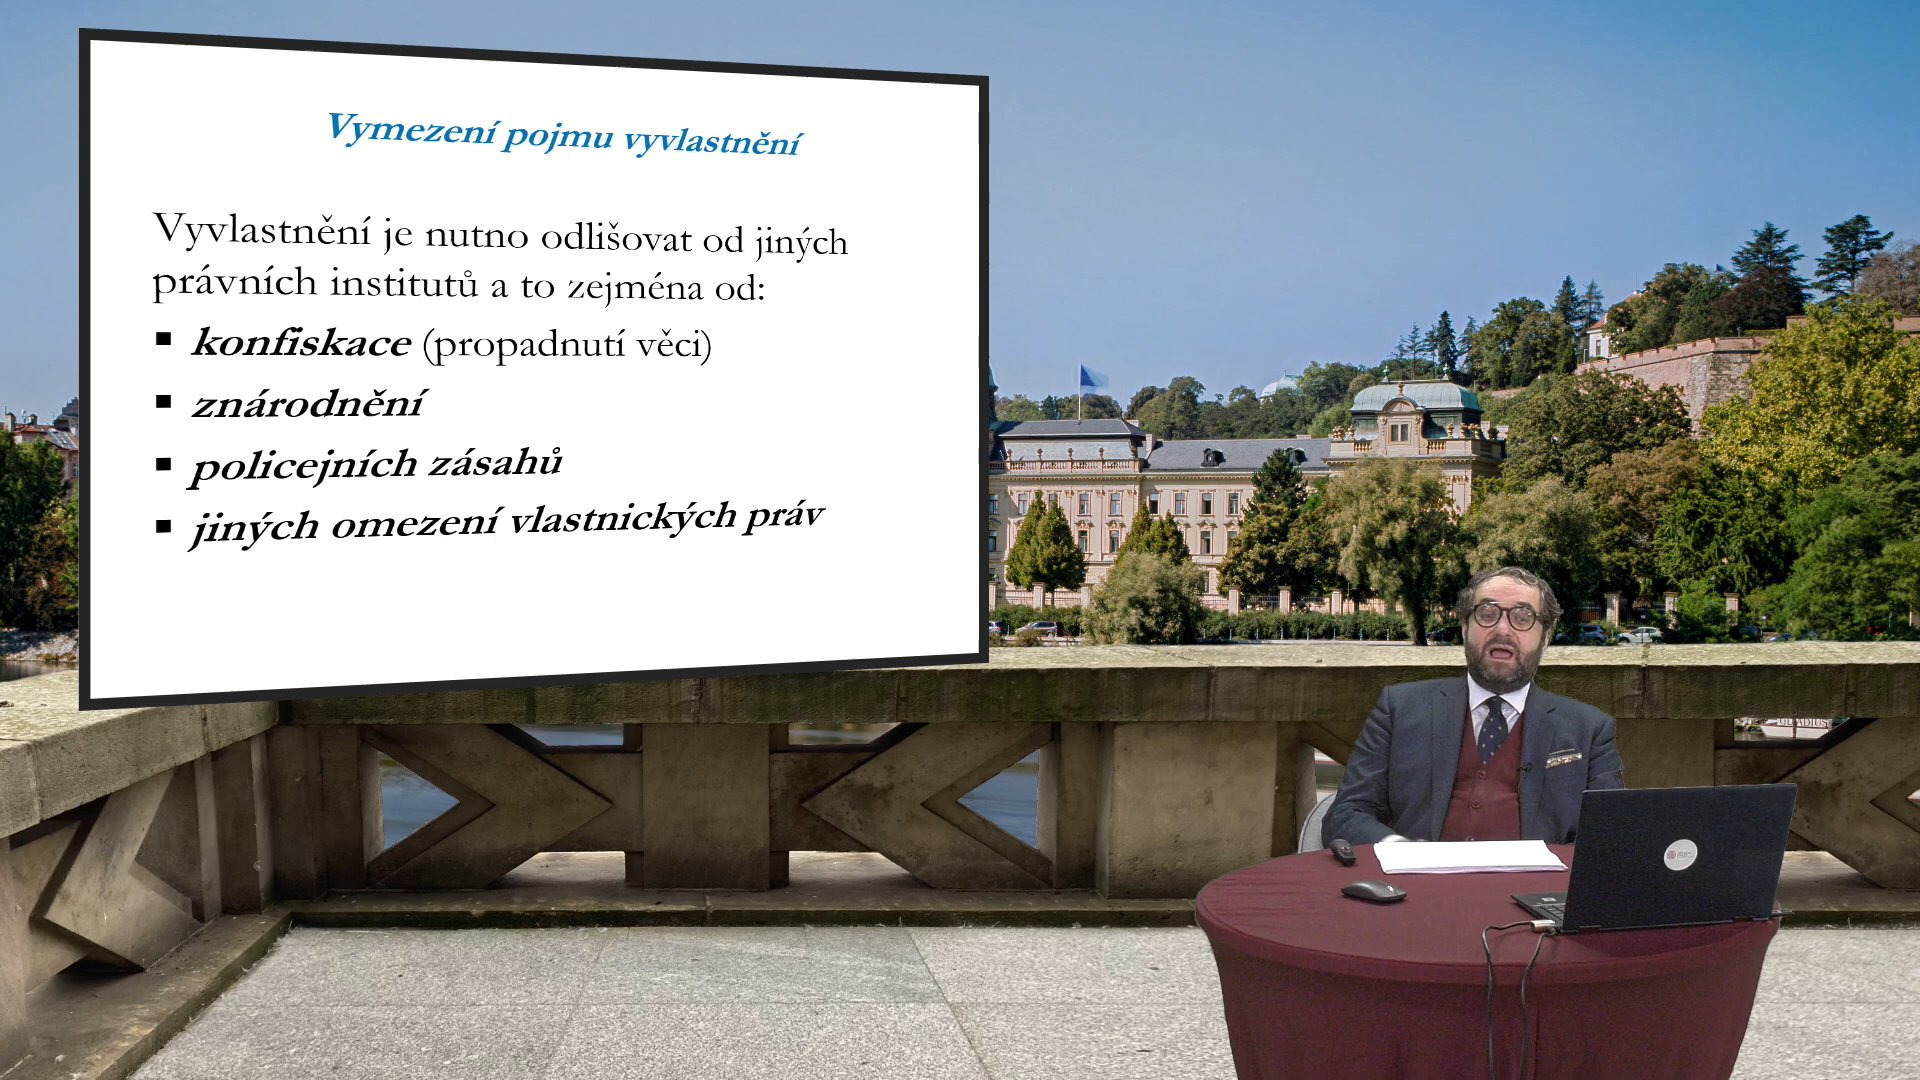 Vymezení pojmu vyvlastnění
Vyvlastnění je nutno odlišovat od jiných
právních institutů a to zejména od:
▪ konfiskace (propadnutí věci)
▪ znárodnění
▪ policejních zásahů
▪ jiných omezení vlastnických práv
GLADIUS